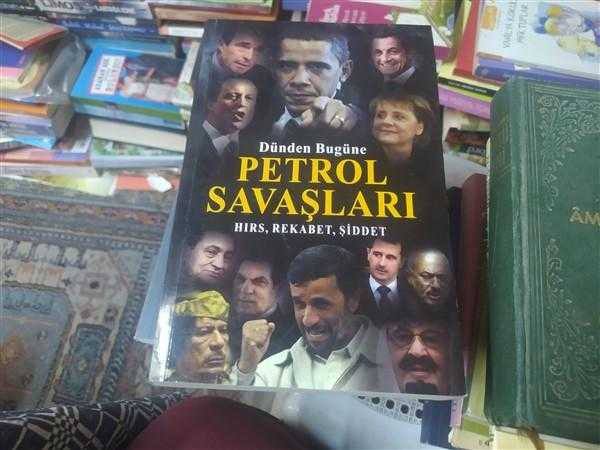 Dünden Bugüne
PETROL
SAVAŞLARI
HIRS, REKABET, ŞİDDET